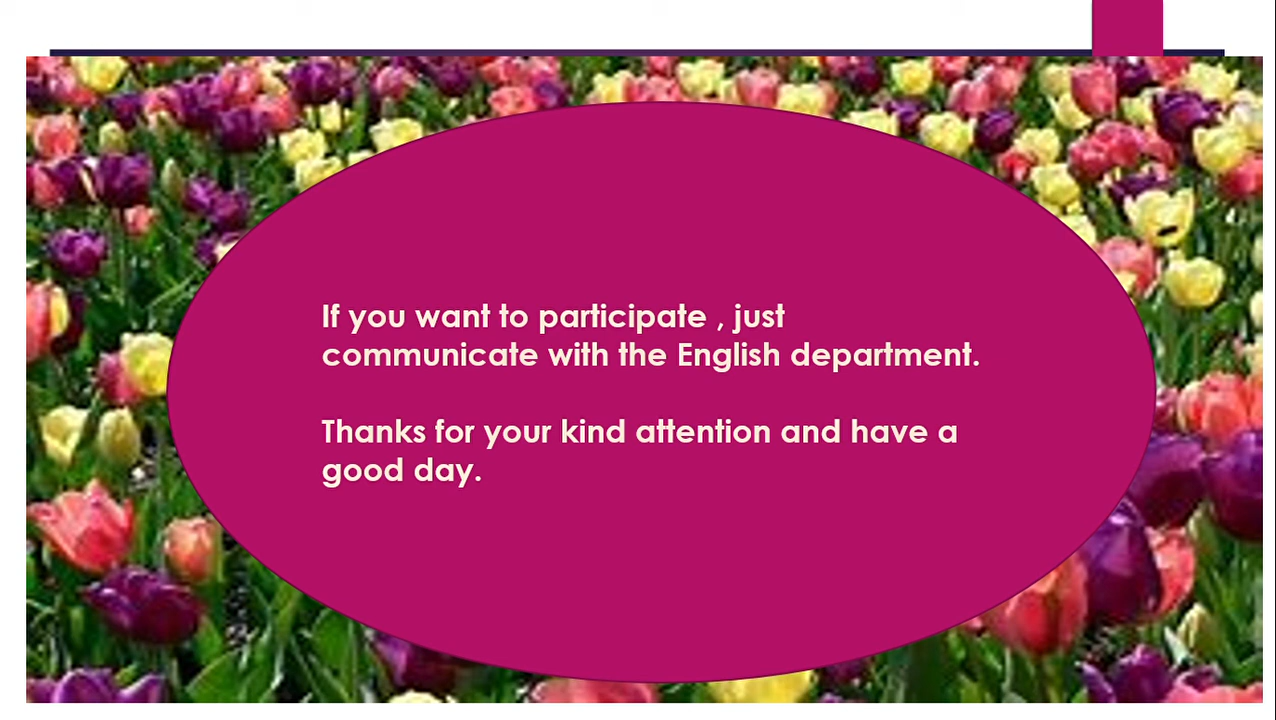 If you want to participate , just
communicate with the English department.
Thanks for your kind attention and have a
good day.